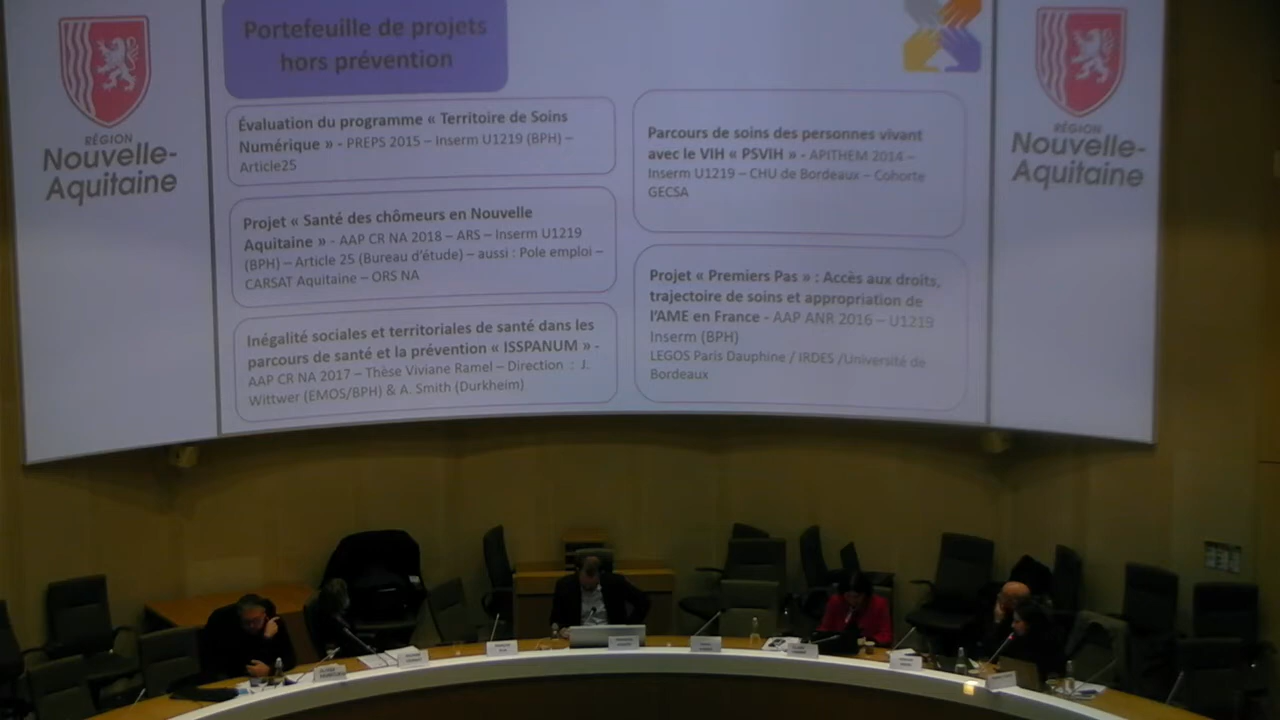 RÉGION
Nouvelle-
Aquitaine
Portefeuille de projets
hors prévention
Évaluation du programme « Territoire de Soins
Numérique » - PREPS 2015 – Inserm U1219 (BPH) –
Article25
Projet « Santé des chômeurs en Nouvelle
Aquitaine » - AAP CR NA 2018 – ARS – Inserm U1219
(BPH) – Article 25 (Bureau d'étude) – aussi : Pole emploi –
CARSAT Aquitaine – ORS NA
Inégalité sociales et territoriales de santé dans les
parcours de santé et la prévention « ISSPANUM » -
AAP CR NA 2017 – Thèse Viviane Ramel – Direction : J.
Wittwer (EMOS/BPH) & A. Smith (Durkheim)
Parcours de soins des personnes vivant
avec le VIH « PSVIH » - APITHEM 2014 –
Inserm U1219 – CHU de Bordeaux – Cohorte
GECSA
Projet « Premiers Pas » : Accès aux droits,
trajectoire de soins et appropriation de
l'AME en France - AAP ANR 2016 – U1219
Inserm (BPH)
LEGOS Paris Dauphine / IRDES /Université de
Bordeaux
RÉGION
Nouvelle-
Aquitaine